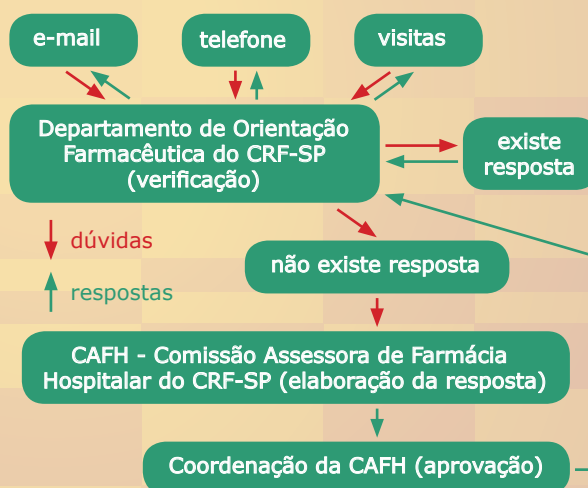 e-mail
telefone
visitas
Departamento de Orientação
Farmacêutica do CRF-SP
(verificação)
existe
resposta
dúvidas
não existe resposta
respostas
CAFH - Comissão Assessora de Farmácia
Hospitalar do CRF-SP (elaboração da resposta)
Coordenação da CAFH (aprovação)